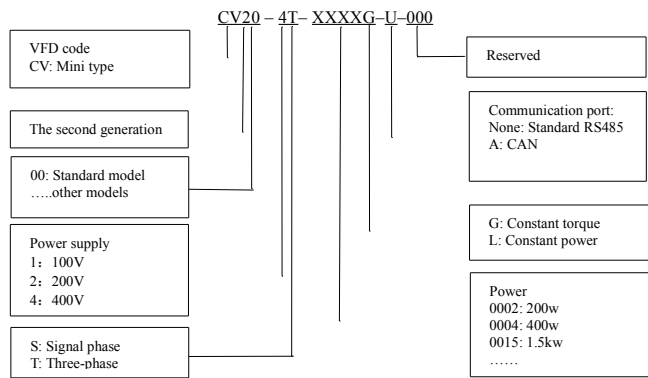 CV20 – 4T– XXXXG–U–000
VFD code
CV: Mini type
The second generation
00: Standard model
…..other models
Power supply
1：100V
2：200V
4：400V
S: Signal phase
T: Three-phase
Reserved
Communication port:
None: Standard RS485
A: CAN
G: Constant torque
L: Constant power
Power
0002: 200w
0004: 400w
0015: 1.5kw
……